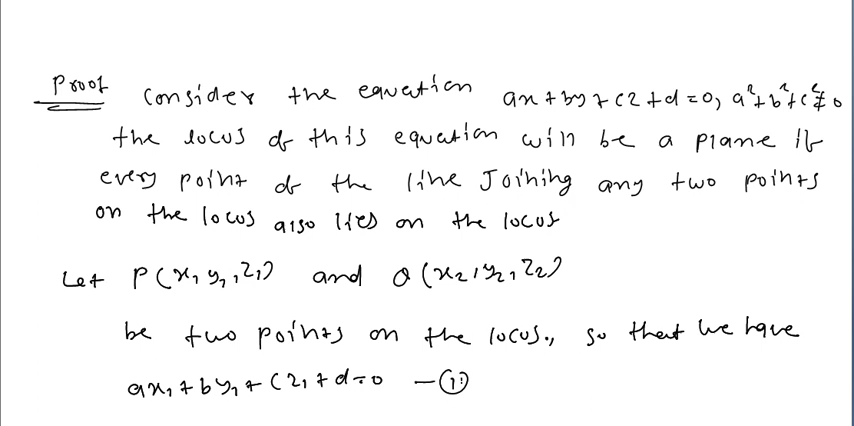 Proof Consider the equation ax+by+cz+d=0, a²+b²+c²≠0
the locus of this equation will be a plane if
every point of the line Joining any two points
on the locus also lies on the locus
Let P(x₁, y₁, z₁) and Q(x₂, y₂, z₂)
be two points on the locus., so that we have
ax₁+by₁+cz₁+d=0 —①